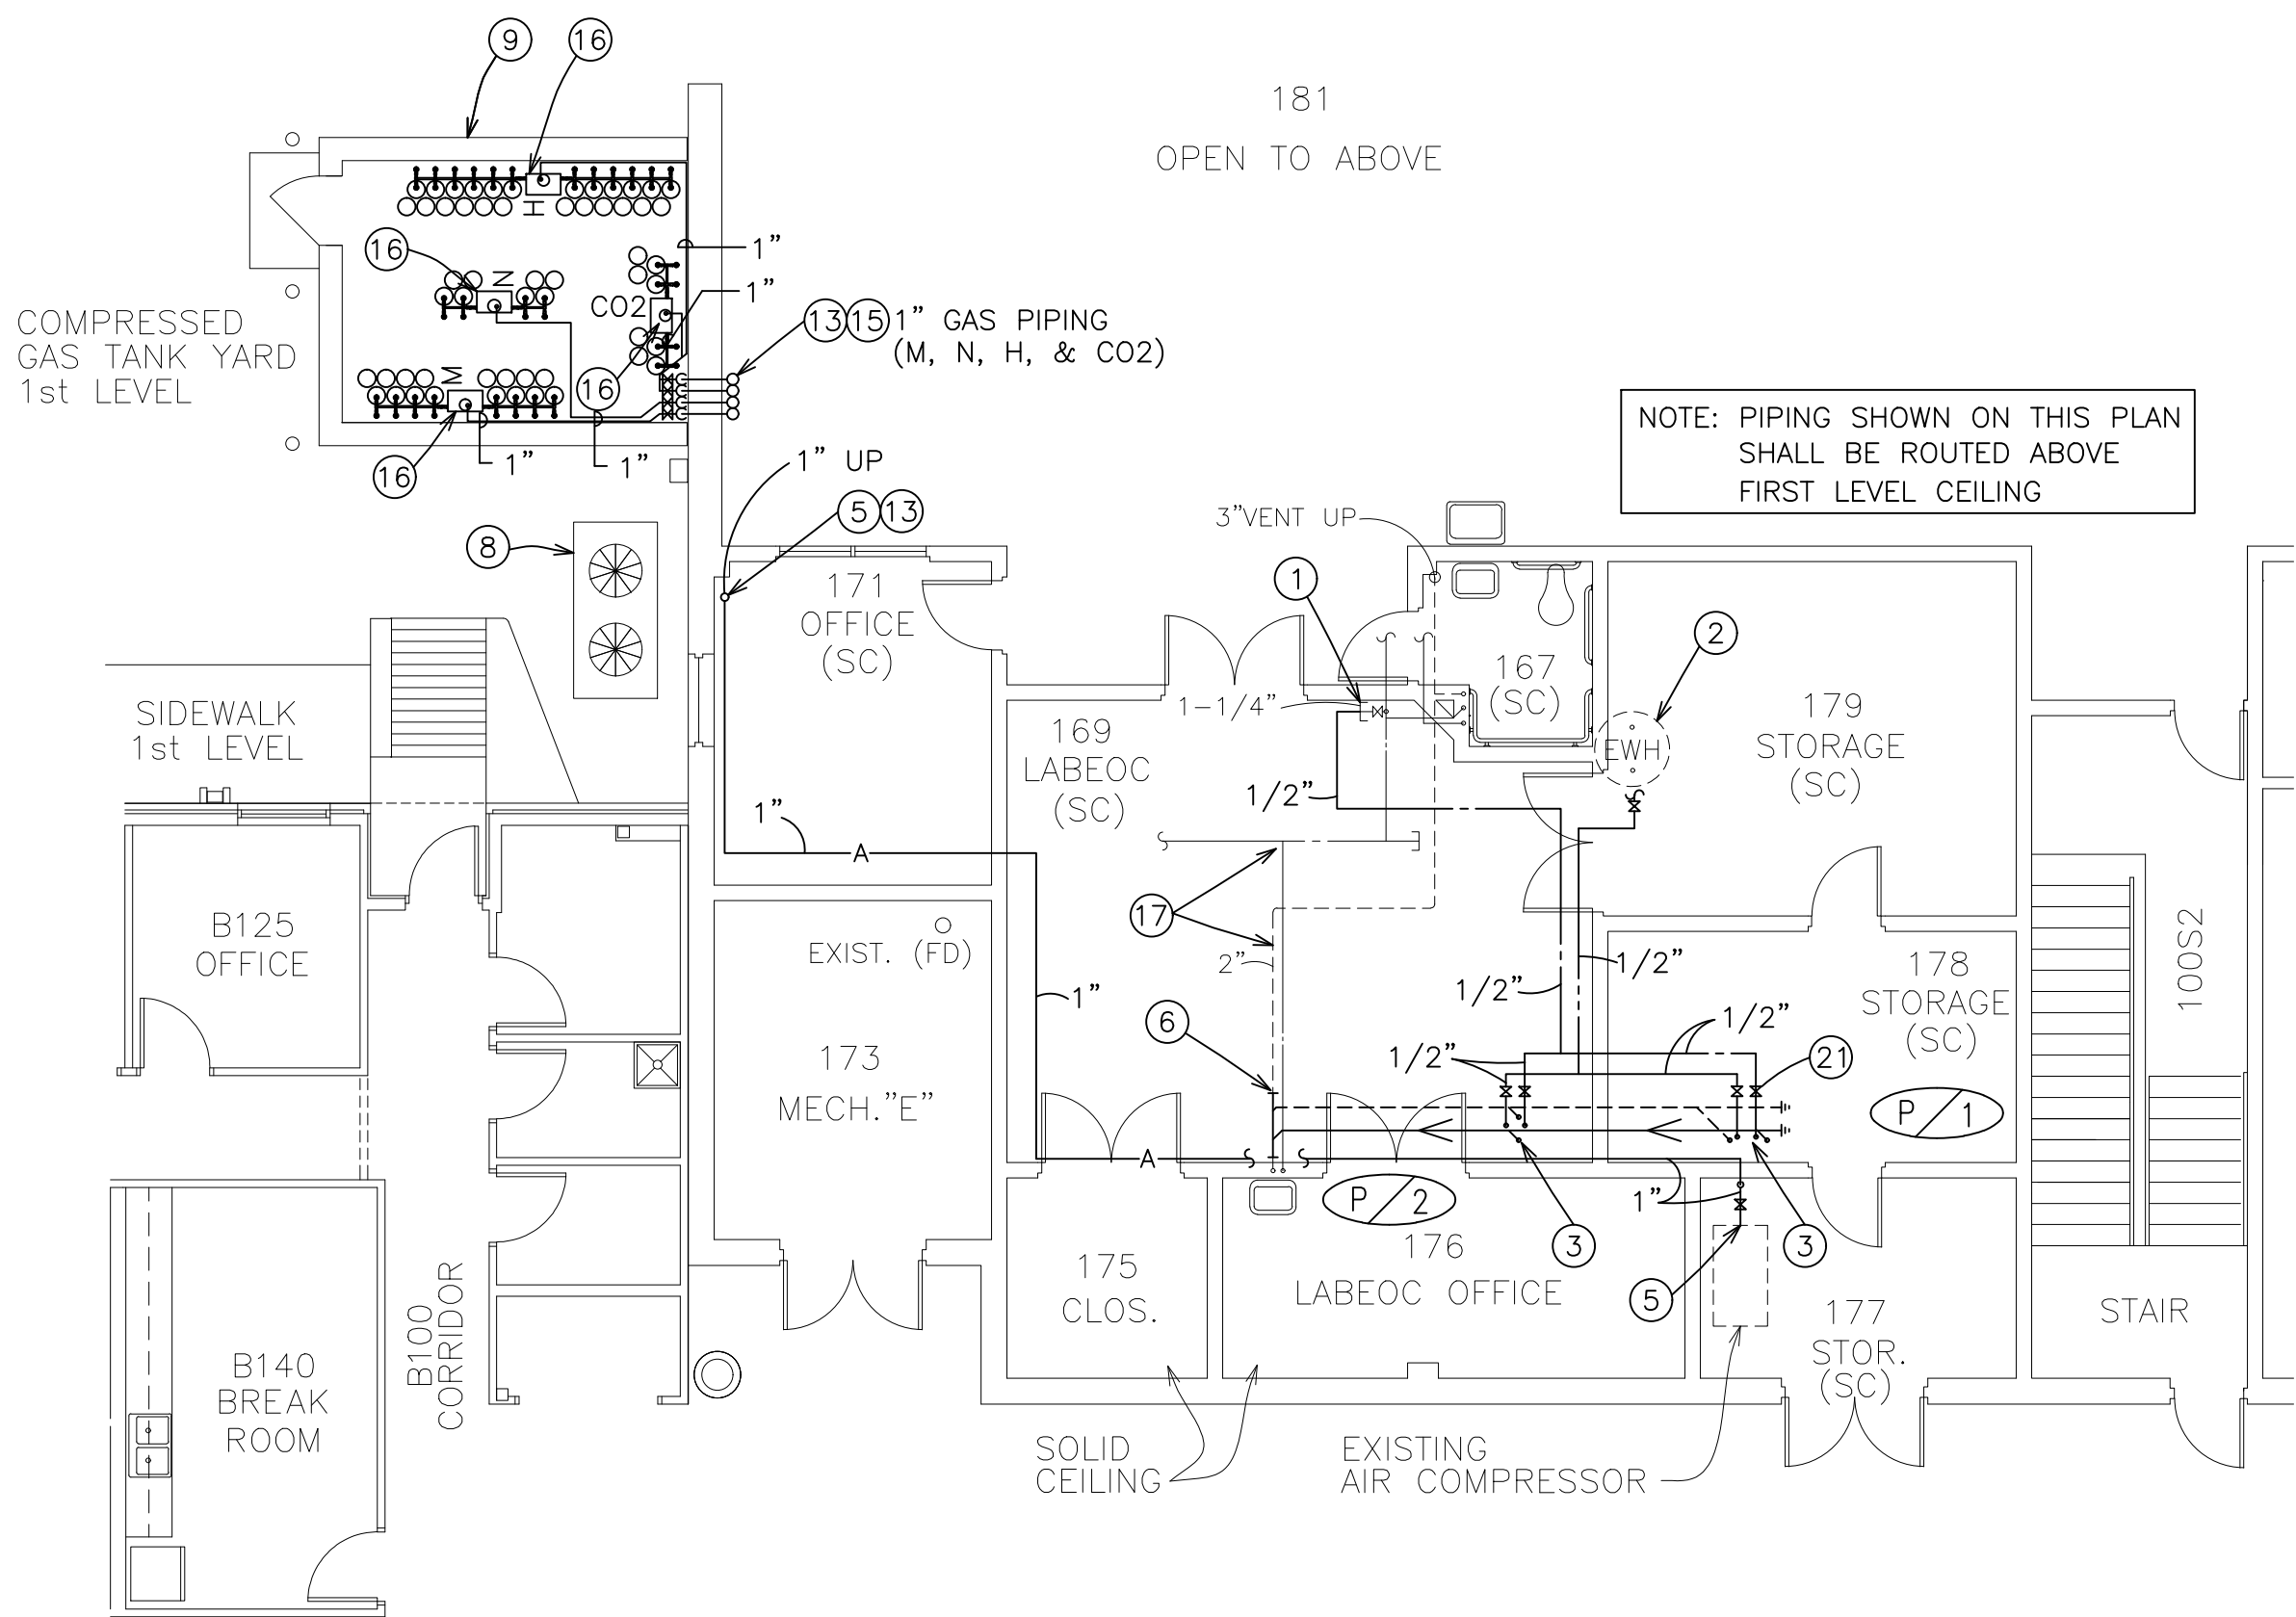 9
16
181
OPEN TO ABOVE
H
16
N
1”
1”
CO2
COMPRESSED
GAS TANK YARD
1st LEVEL
13
15
1” GAS PIPING
(M, N, H, & CO2)
M
16
16
1”
1”
NOTE: PIPING SHOWN ON THIS PLAN
SHALL BE ROUTED ABOVE
FIRST LEVEL CEILING
1” UP
5
13
8
3”VENT UP
1
171
OFFICE
(SC)
2
167
(SC)
1-1/4”
SIDEWALK
1st LEVEL
169
LABEOC
(SC)
EWH
179
STORAGE
(SC)
1/2”
1”
A
B125
OFFICE
EXIST. (FD)
17
2”
1/2”
1/2”
178
STORAGE
(SC)
100S2
1”
6
1/2”
1/2”
21
173
MECH.”E”
P/1
A
P/2
1”
3
3
5
175
CLOS.
176
LABEOC OFFICE
177
STOR.
(SC)
STAIR
B100
CORRIDOR
B140
BREAK
ROOM
SOLID
CEILING
EXISTING
AIR COMPRESSOR